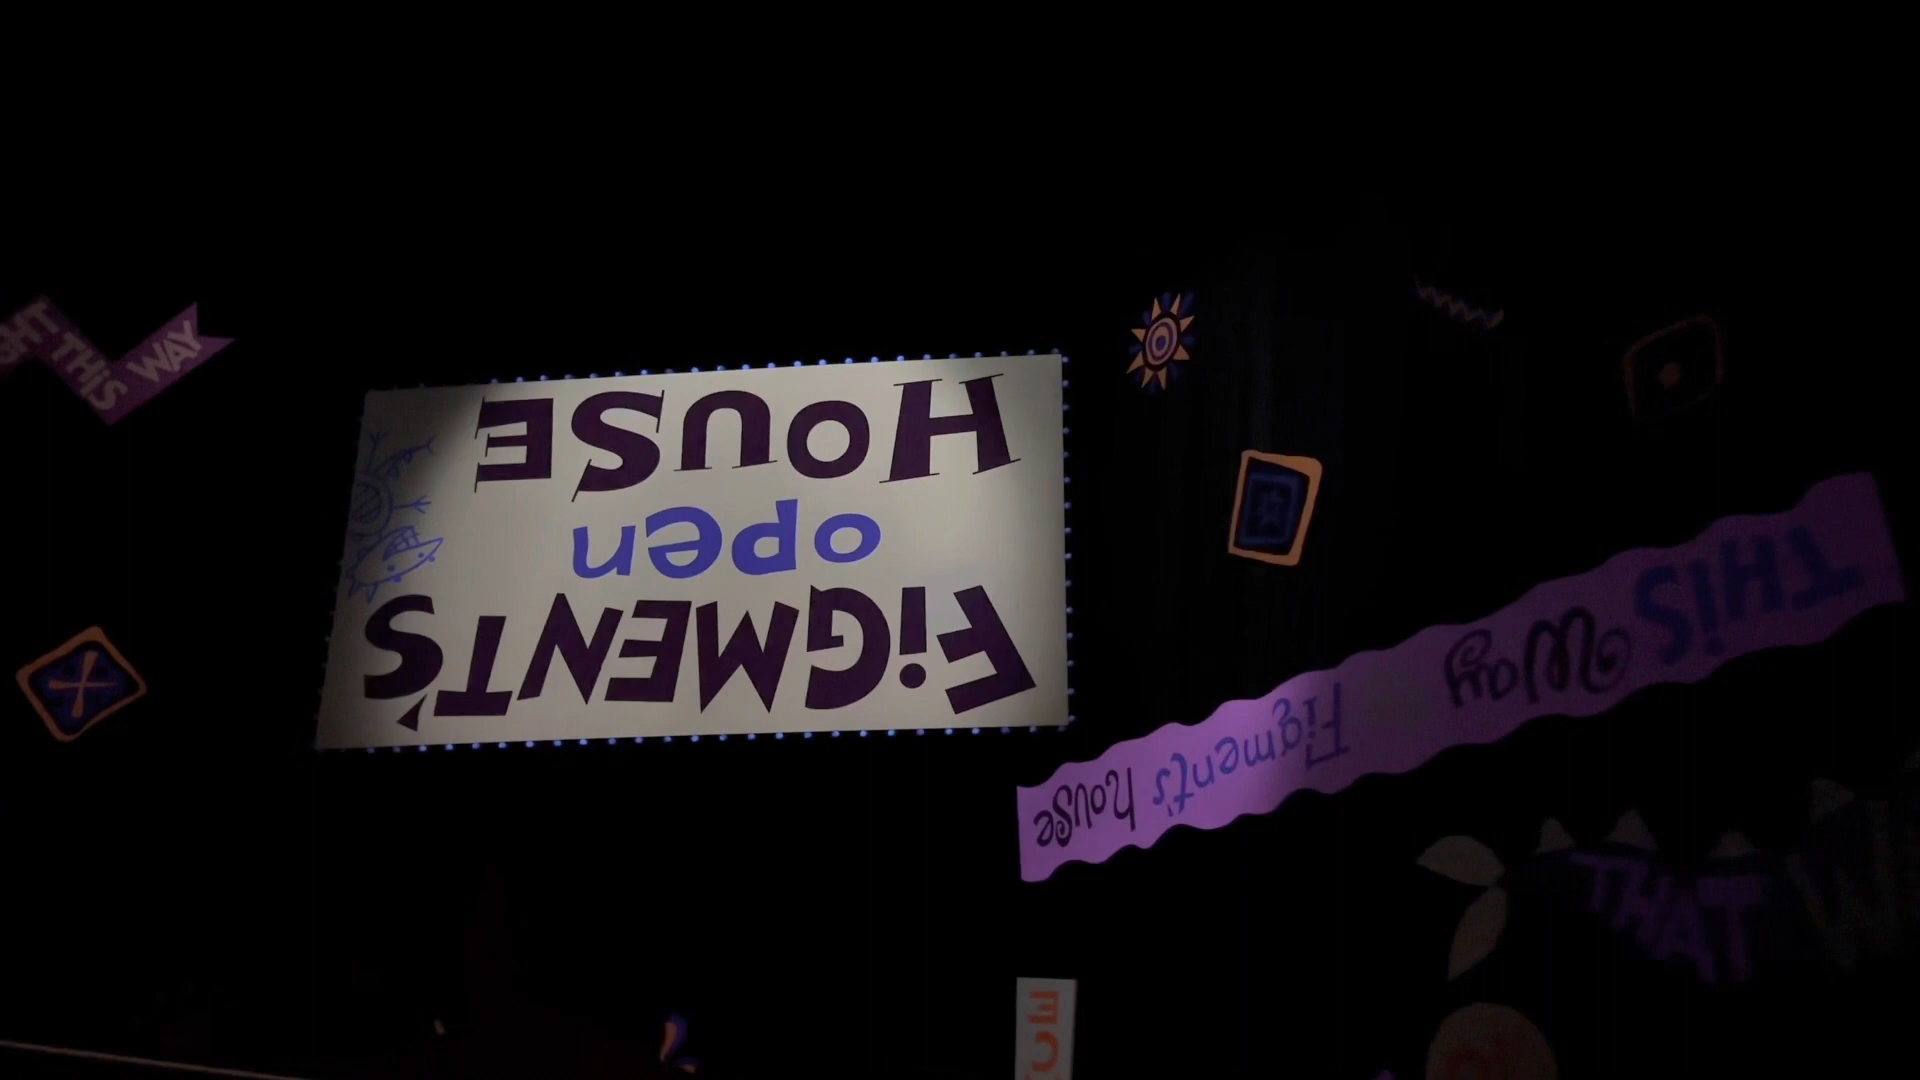 FiGMENT'S
open
HoUSE
THiS Way Figment's house
THiS WAY
THAT